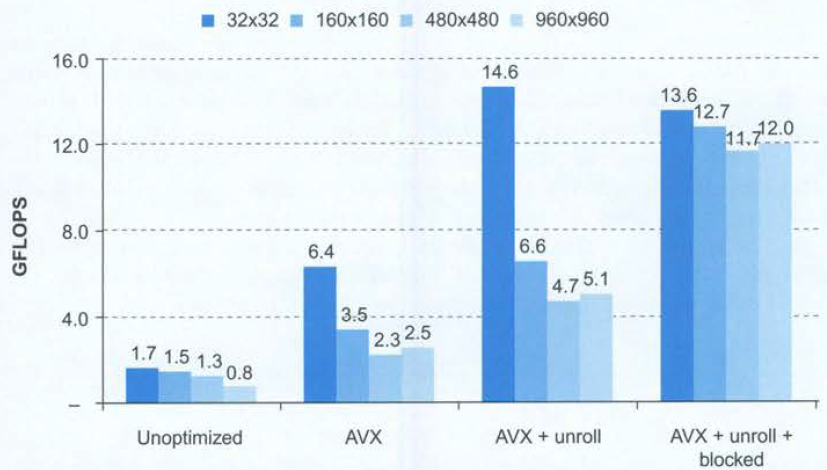 32x32 160x160 480x480 960x960
16.0
12.0
8.0
4.0
–
GFLOPS
1.7 1.5 1.3 0.8
6.4 3.5 2.3 2.5
14.6 6.6 4.7 5.1
13.6 12.7 11.7 12.0
Unoptimized
AVX
AVX + unroll
AVX + unroll +
blocked